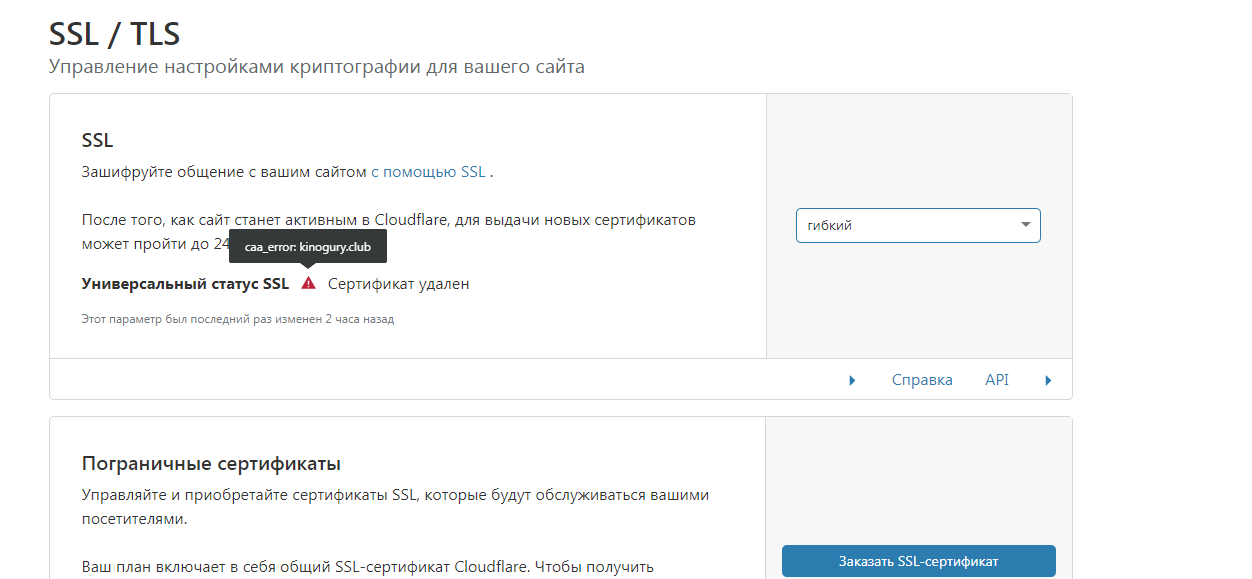 SSL / TLS
Управление настройками криптографии для вашего сайта
SSL
Зашифруйте общение с вашим сайтом с помощью SSL .
гибкий
После того, как сайт станет активным в Cloudflare, для выдачи новых сертификатов
может пройти до 24
caa_error: kinogury.club
Универсальный статус SSL Сертификат удален
Этот параметр был последний раз изменен 2 часа назад
Справка API
Пограничные сертификаты
Управляйте и приобретайте сертификаты SSL, которые будут обслуживаться вашими
посетителями.
Заказать SSL-сертификат
Ваш план включает в себя общий SSL-сертификат Cloudflare. Чтобы получить